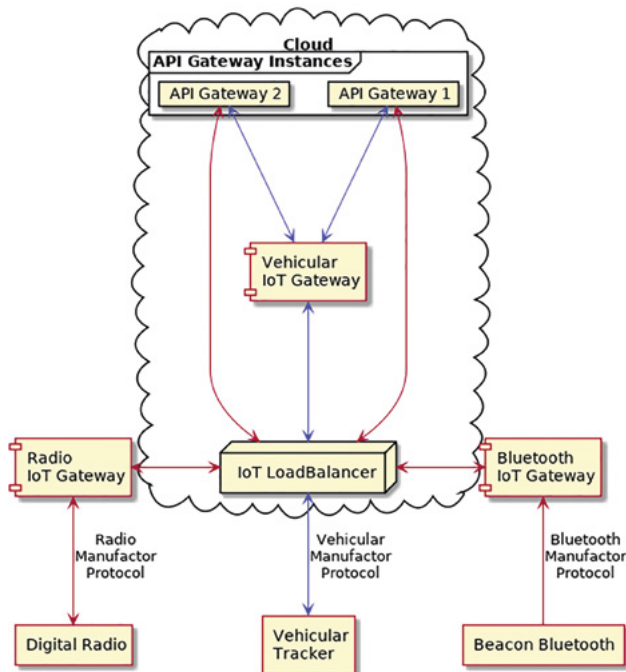 Cloud
API Gateway Instances
API Gateway 2
API Gateway 1
Vehicular
IoT Gateway
Radio
IoT Gateway
IoT LoadBalancer
Bluetooth
IoT Gateway
Radio
Manufactor
Protocol
Vehicular
Manufactor
Protocol
Bluetooth
Manufactor
Protocol
Digital Radio
Vehicular
Tracker
Beacon Bluetooth